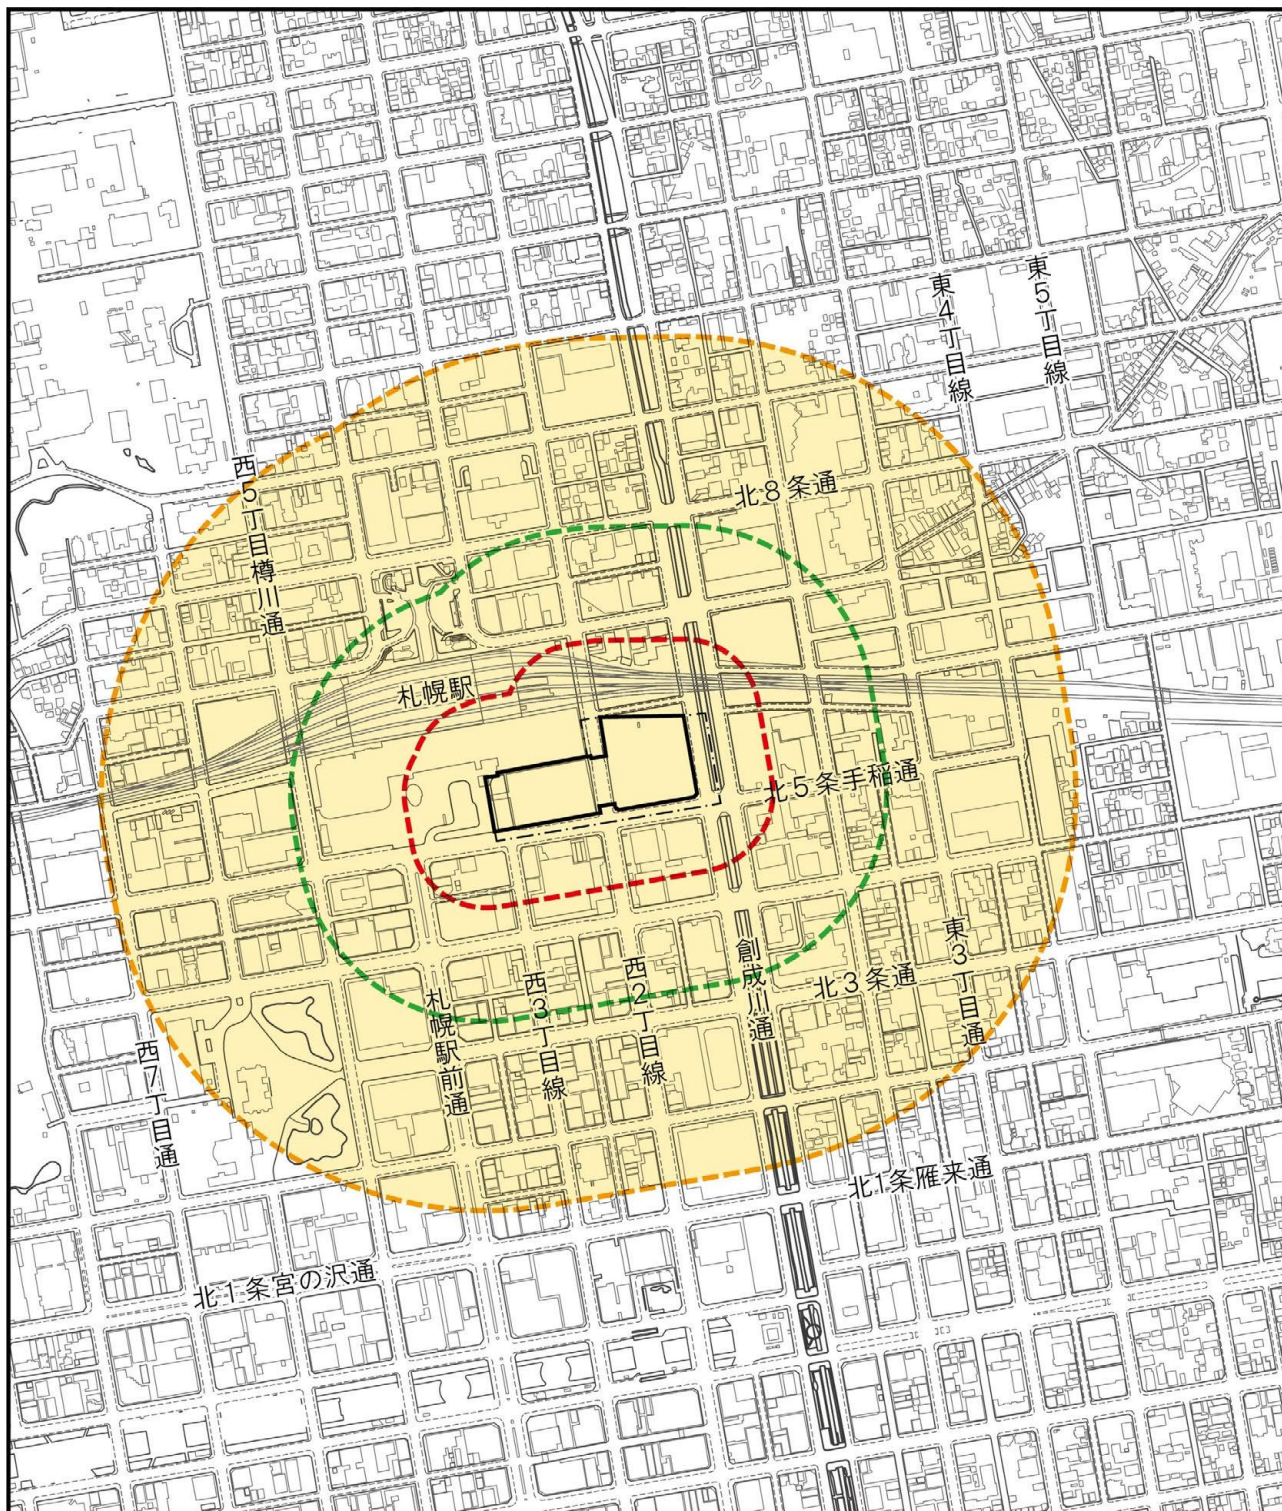 東4丁目線
東5丁目線
西5丁目樽川通
北8条通
札幌駅
北5条手稲通
札幌駅前通
西3丁目線
西2丁目線
創成川通
北3条通
東3丁目通
西7丁目通
北1条雁来通
北1条宮の沢通